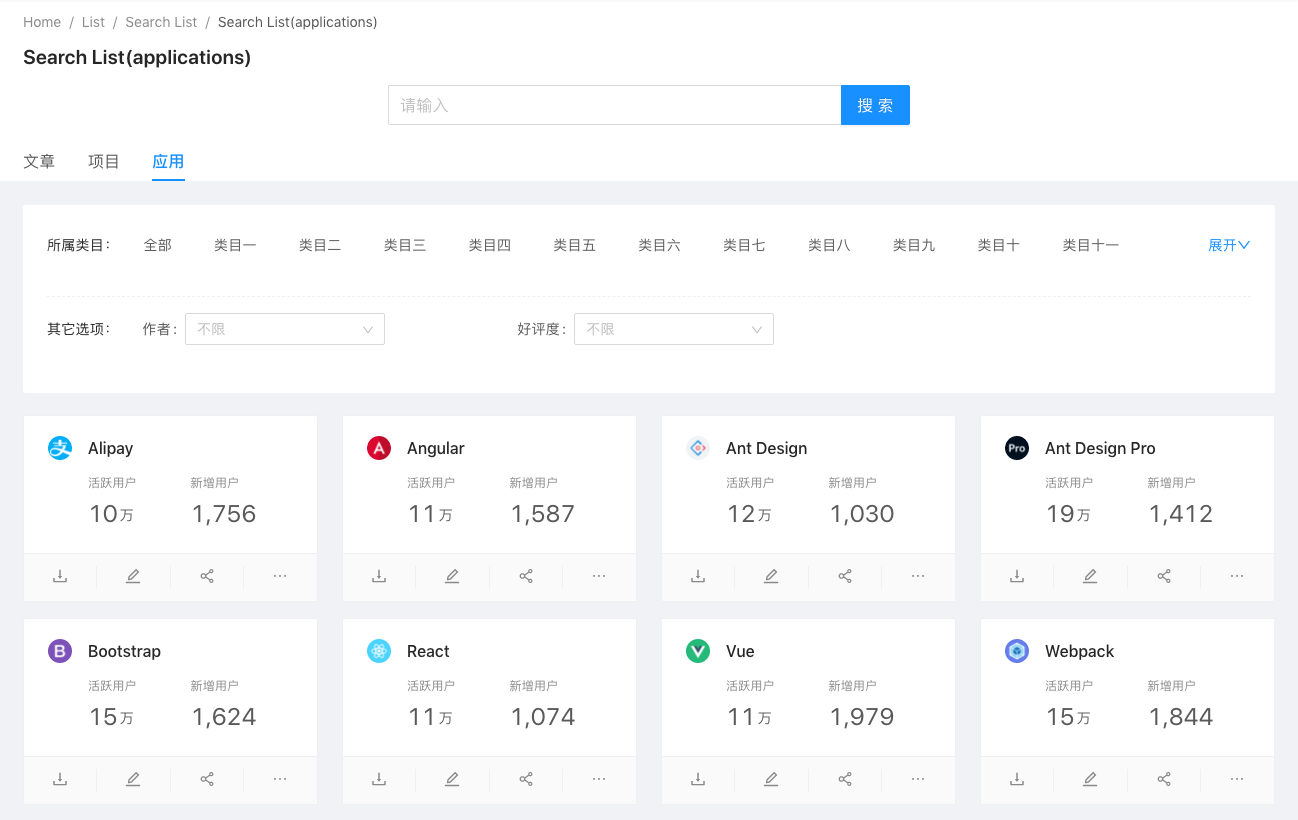 Home / List / Search List / Search List(applications)
Search List(applications)
请输入 搜 索
文章 项目 应用
所属类目: 全部 类目一 类目二 类目三 类目四 类目五 类目六 类目七 类目八 类目九 类目十 类目十一 展开
其它选项: 作者: 不限 好评度: 不限
Alipay Angular Ant Design Pro Ant Design Pro
活跃用户 新增用户 活跃用户 新增用户 活跃用户 新增用户 活跃用户 新增用户
10万 1,756 11万 1,587 12万 1,030 19万 1,412
B Bootstrap React Vue Webpack
活跃用户 新增用户 活跃用户 新增用户 活跃用户 新增用户 活跃用户 新增用户
15万 1,624 11万 1,074 11万 1,979 15万 1,844